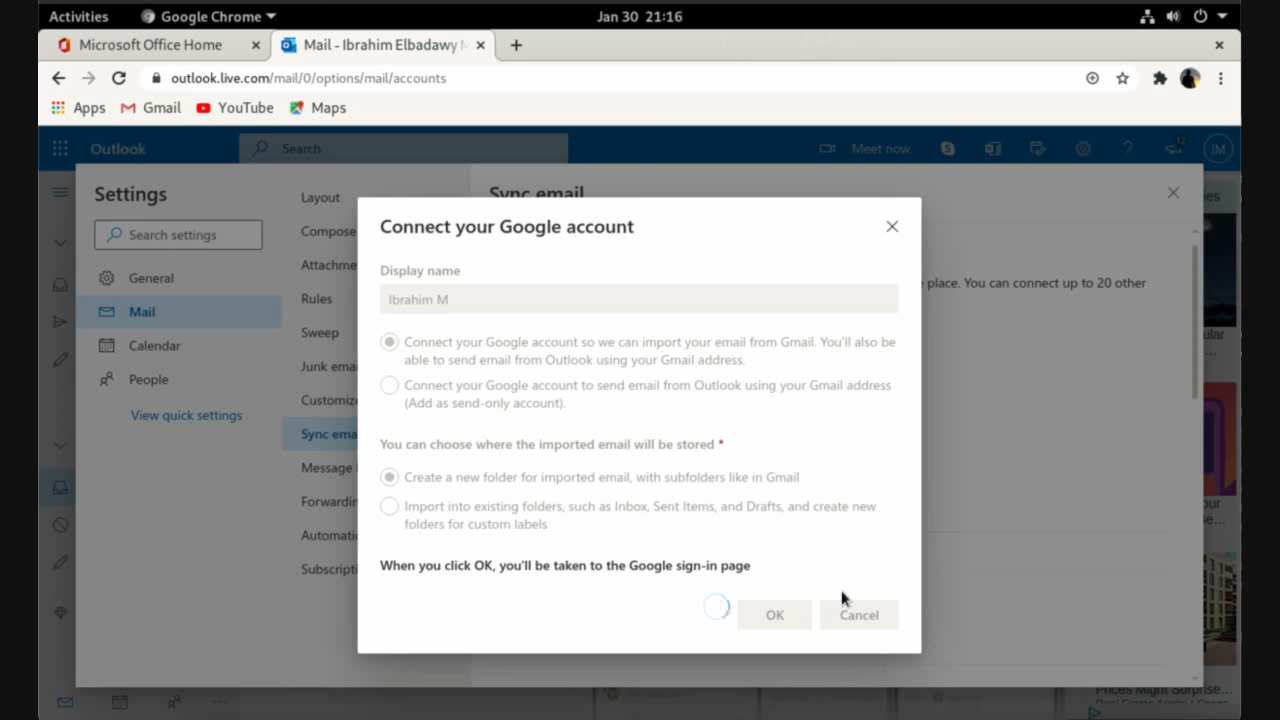 Activities
Google Chrome
Jan 30 21:16
Microsoft Office Home
Mail - Ibrahim Elbadawy
outlook.live.com/mail/0/options/mail/accounts
Apps
Gmail
YouTube
Maps
Outlook
Search
Meet now
12
IM
Settings
Search settings
General
Mail
Calendar
People
View quick settings
Layout
Compose
Attachme
Rules
Sweep
Junk emai
Customize
Sync ema
Message
Forwardin
Automatic
Subscripti
Sync email
place. You can connect up to 20 other
Connect your Google account
Display name
Ibrahim M
Connect your Google account so we can import your email from Gmail. You'll also be
able to send email from Outlook using your Gmail address.
Connect your Google account to send email from Outlook using your Gmail address
(Add as send-only account).
You can choose where the imported email will be stored *
Create a new folder for imported email, with subfolders like in Gmail
Import into existing folders, such as Inbox, Sent Items, and Drafts, and create new
folders for custom labels
When you click OK, you'll be taken to the Google sign-in page
OK
Cancel
Prices Might Surprise...